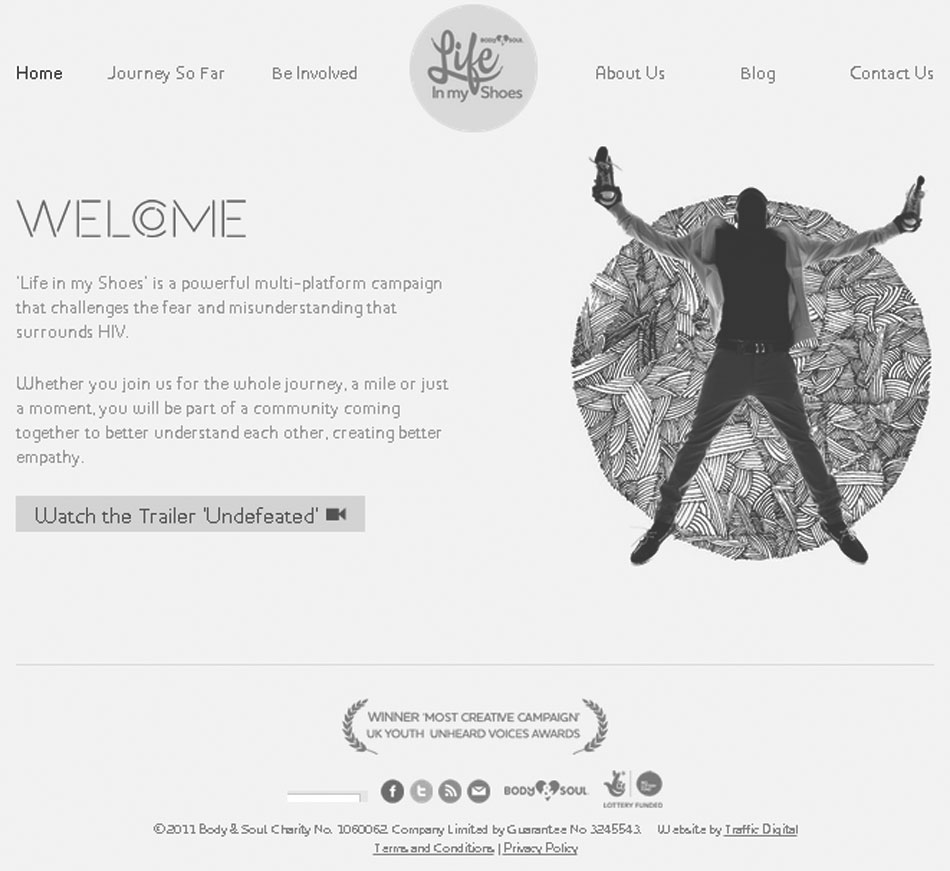 Home Journey So Far Be Involved
BODY & SOUL
Life
In my Shoes
About Us Blog Contact Us
WELCOME
'Life in my Shoes' is a powerful multi-platform campaign
that challenges the fear and misunderstanding that
surrounds HIV.
Whether you join us for the whole journey, a mile or just
a moment, you will be part of a community coming
together to better understand each other, creating better
empathy.
Watch the Trailer 'Undefeated'
WINNER 'MOST CREATIVE CAMPAIGN'
UK YOUTH UNHEARD VOICES AWARDS
f t BODY & SOUL
LOTTERY FUNDED
© 2011 Body & Soul. Charity No. 1060062. Company Limited by Guarantee No 3245543. Website by Traffic Digital
Terms and Conditions | Privacy Policy